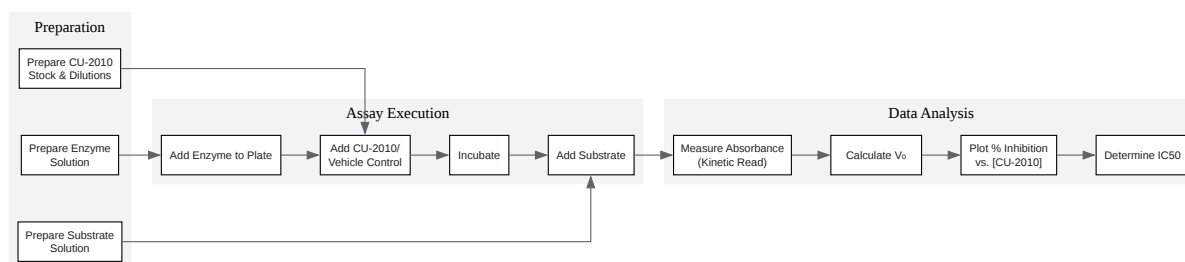 Preparation
Prepare CU-2010
Stock & Dilutions
Prepare Enzyme
Solution
Prepare Substrate
Solution
Assay Execution
Add Enzyme to Plate
Add CU-2010/
Vehicle Control
Incubate
Add Substrate
Data Analysis
Measure Absorbance
(Kinetic Read)
Calculate V₀
Plot % Inhibition
vs. [CU-2010]
Determine IC50